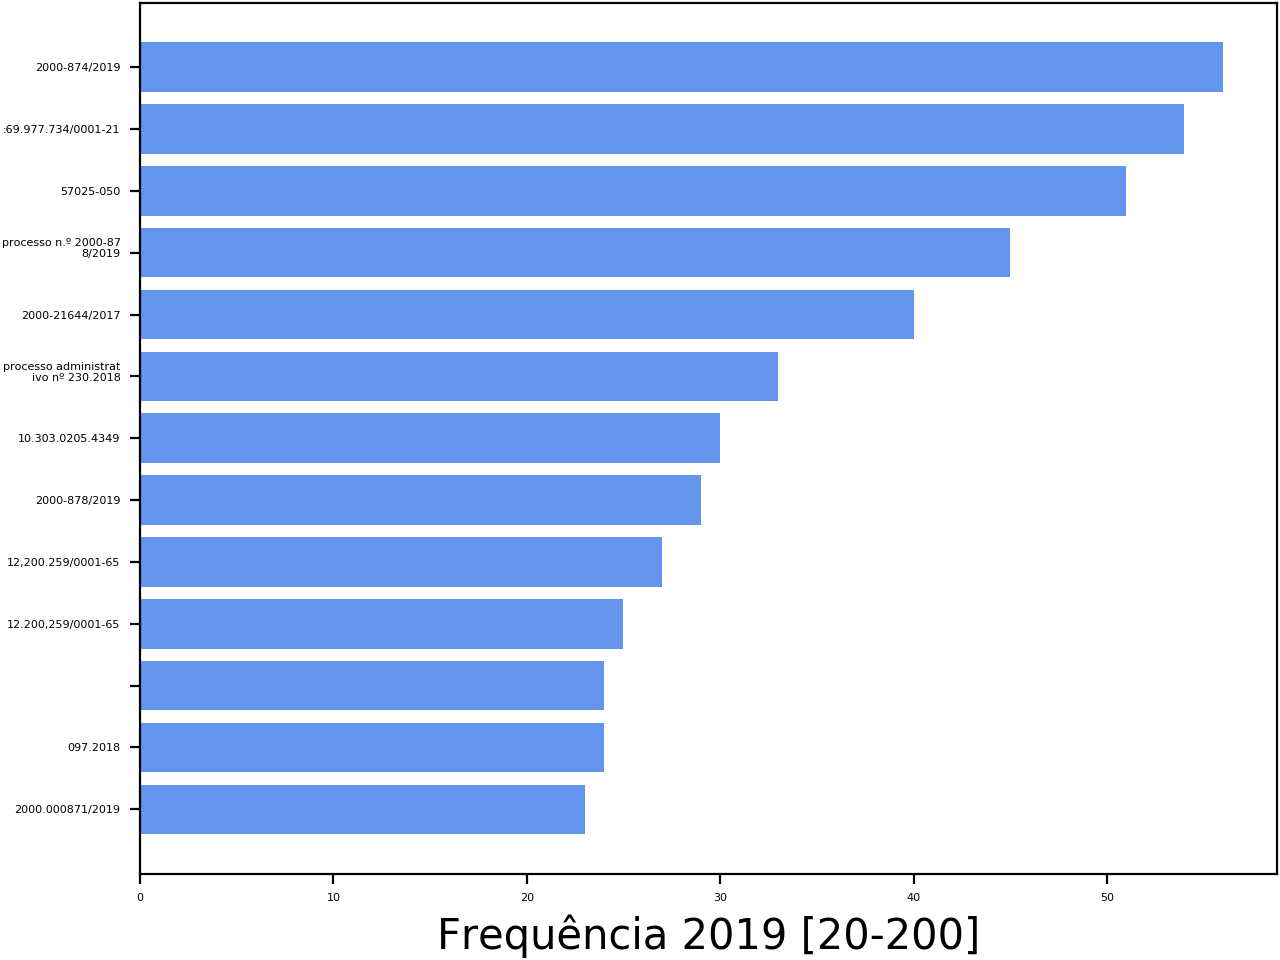 2000-874/2019
:69.977.734/0001-21
57025-050
processo n.º 2000-87
8/2019
2000-21644/2017
processo administrat
ivo nº 230.2018
10.303.0205.4349
2000-878/2019
12,200.259/0001-65
12.200,259/0001-65
097.2018
2000.000871/2019
0 10 20 30 40 50
Frequência 2019 [20-200]